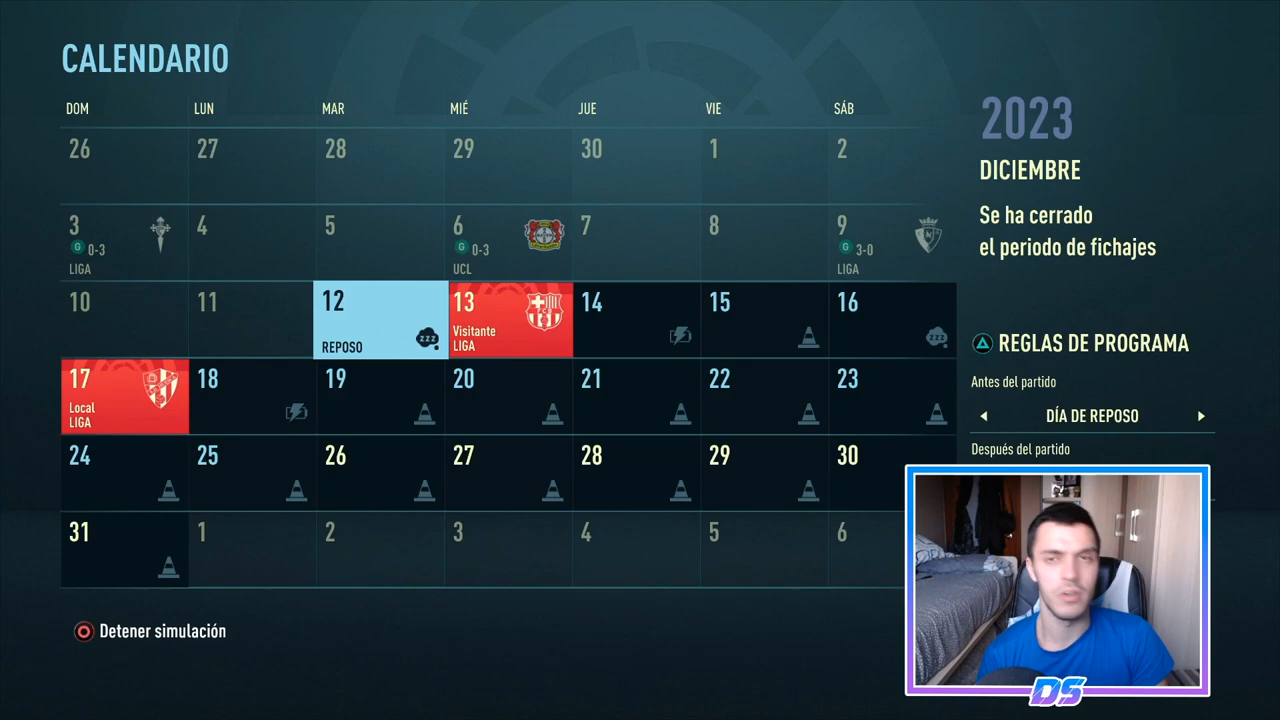 CALENDARIO
DOM LUN MAR MIÉ JUE VIE SÁB
26 27 28 29 30 1 2
3 4 5 6 7 8 9
G 0-3 G 0-3 G 3-0
LIGA UCL LIGA
10 11 12 13 14 15 16
REPOSO zzz Visitante zzz
LIGA
17 18 19 20 21 22 23
Local
LIGA
24 25 26 27 28 29 30
31 1 2 3 4 5 6
Detener simulación
2023
DICIEMBRE
Se ha cerrado
el periodo de fichajes
REGLAS DE PROGRAMA
Antes del partido
DÍA DE REPOSO
Después del partido
DS